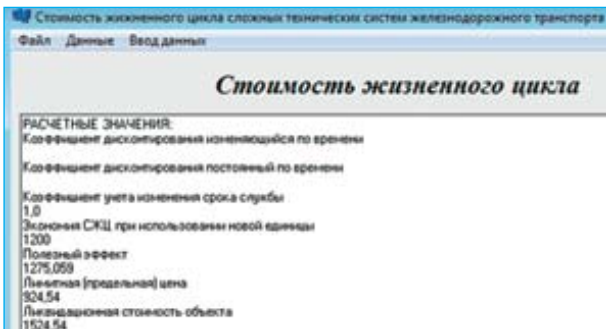 Стоимость жизненного цикла сложных технических систем железнодорожного транспорта
Файл Данные Ввод данных
Стоимость жизненного цикла
РАСЧЕТНЫЕ ЗНАЧЕНИЯ:
Коэффициент дисконтирования изменяющийся по времени
Коэффициент дисконтирования постоянный по времени
Коэффициент учета изменения срока службы
1,0
Экономия СЖЦ при использовании новой единицы
1200
Полезный эффект
1275,059
Лимитная (предельная) цена
924,54
Ликвидационная стоимость объекта
1524,54